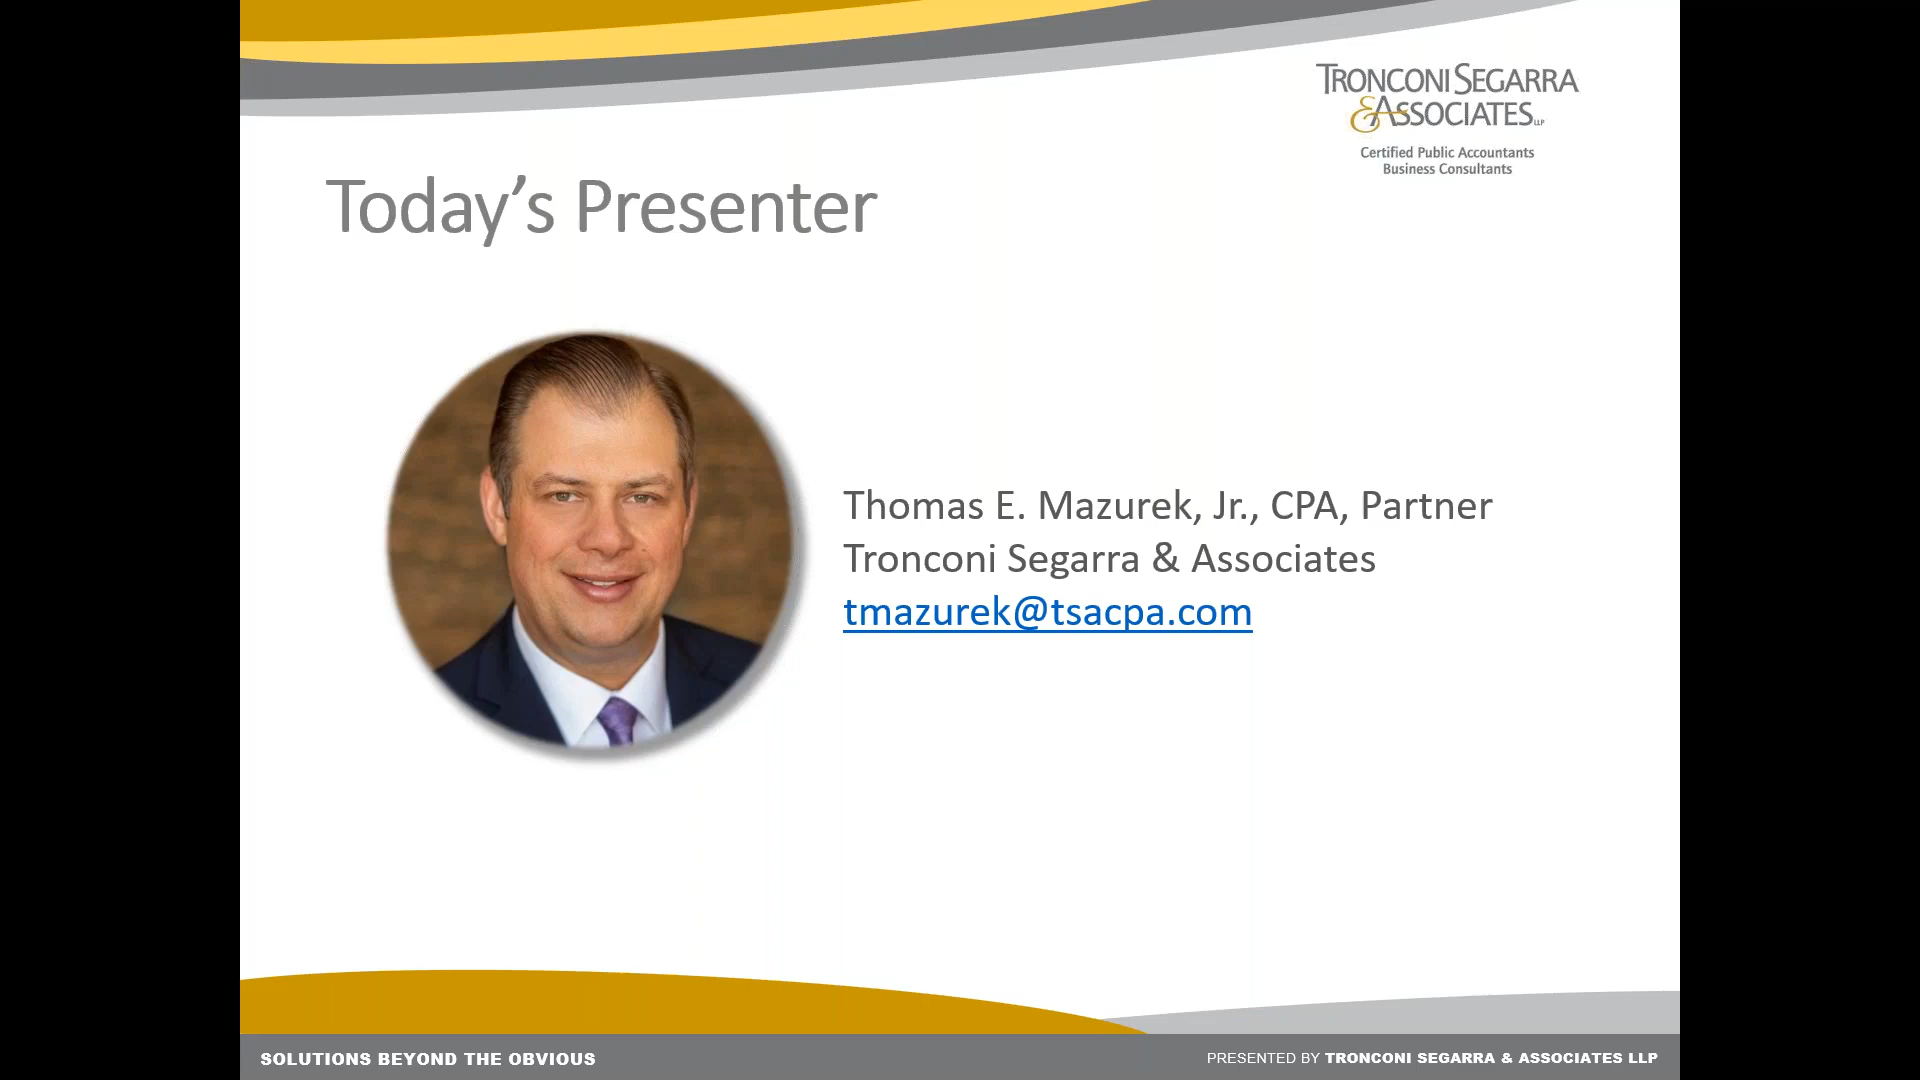 TRONCONI SEGARRA
& ASSOCIATES LLP
Certified Public Accountants
Business Consultants
Today’s Presenter
Thomas E. Mazurek, Jr., CPA, Partner
Tronconi Segarra & Associates
tmazurek@tsacpa.com
SOLUTIONS BEYOND THE OBVIOUS
PRESENTED BY TRONCONI SEGARRA & ASSOCIATES LLP